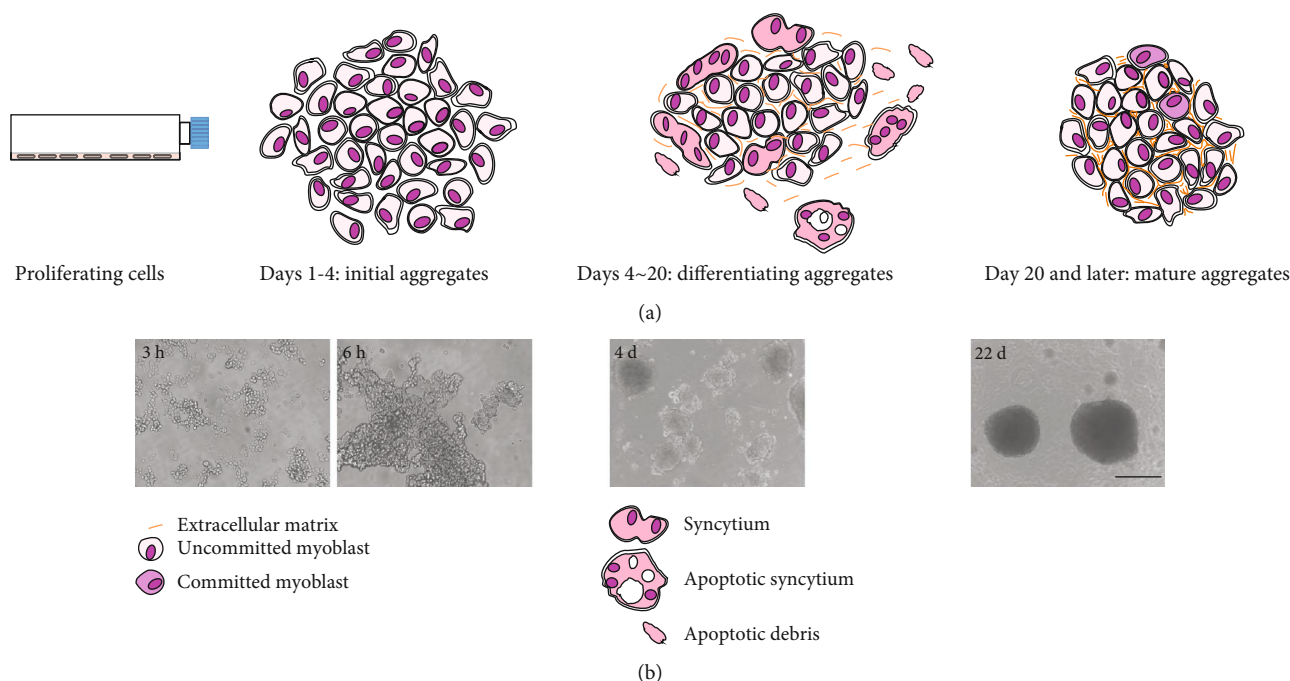 Proliferating cells
Days 1-4: initial aggregates
Days 4~20: differentiating aggregates
Day 20 and later: mature aggregates
(a)
3 h
6 h
4 d
22 d
Extracellular matrix
Uncommitted myoblast
Committed myoblast
Syncytium
Apoptotic syncytium
Apoptotic debris
(b)